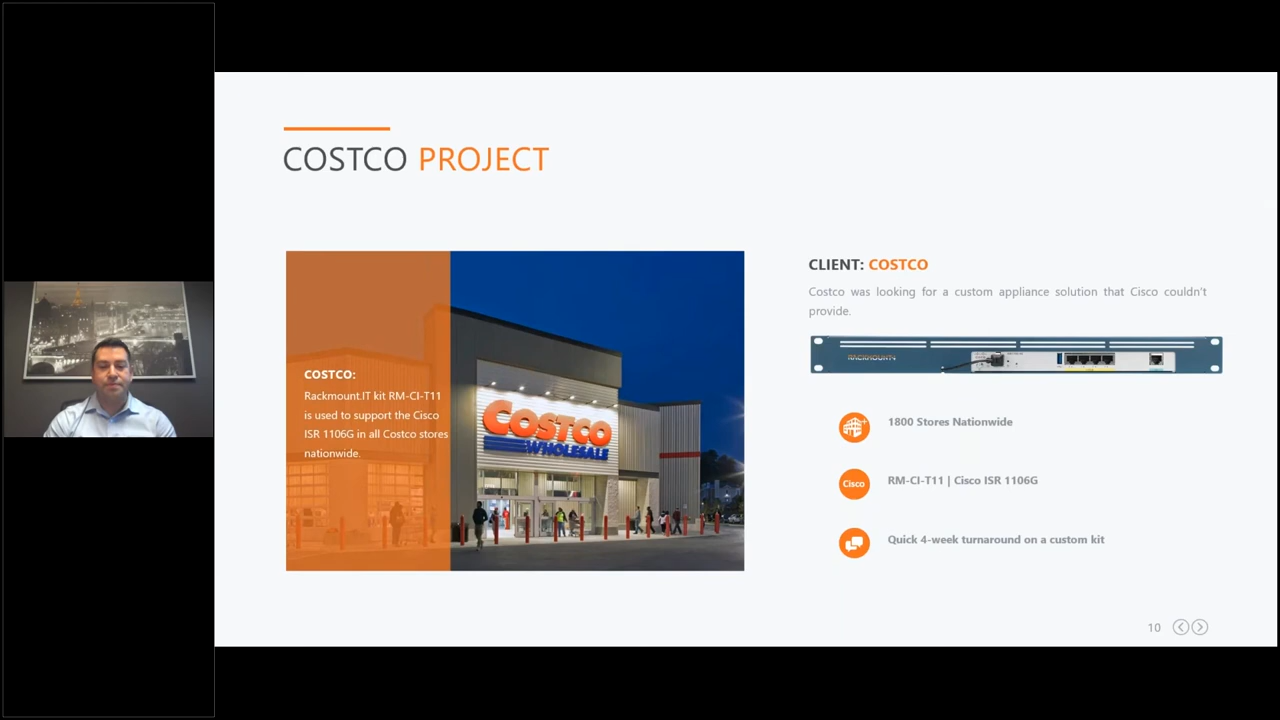 COSTCO PROJECT
COSTCO:
Rackmount.IT kit RM-CI-T11
is used to support the Cisco
ISR 1106G in all Costco stores
nationwide.
COSTCO
WHOLESALE
CLIENT: COSTCO
Costco was looking for a custom appliance solution that Cisco couldn't
provide.
RACKMOUNT.IT
1800 Stores Nationwide
Cisco
RM-CI-T11 | Cisco ISR 1106G
Quick 4-week turnaround on a custom kit
10